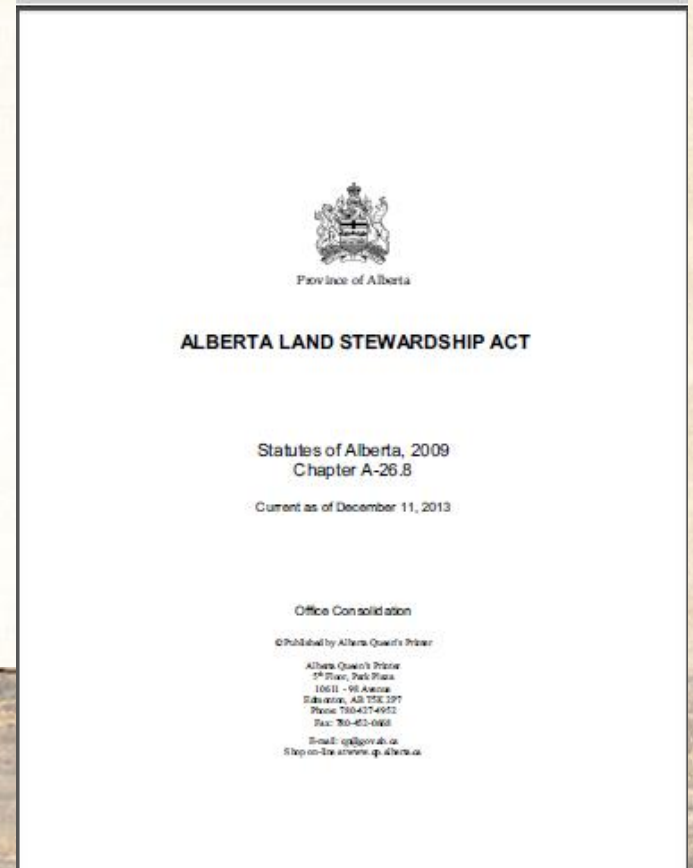 Province of Alberta
ALBERTA LAND STEWARDSHIP ACT
Statutes of Alberta, 2009
Chapter A-26.8
Current as of December 11, 2013
Office Consolidation
© Published by Alberta Queen's Printer
Alberta Queen's Printer
5th Floor, Park Plaza
10611 - 98 Avenue
Edmonton, AB T5K 2P7
Phone: 780-427-4952
Fax: 780-452-0668
E-mail: qp@gov.ab.ca
Shop on-line at www.qp.alberta.ca